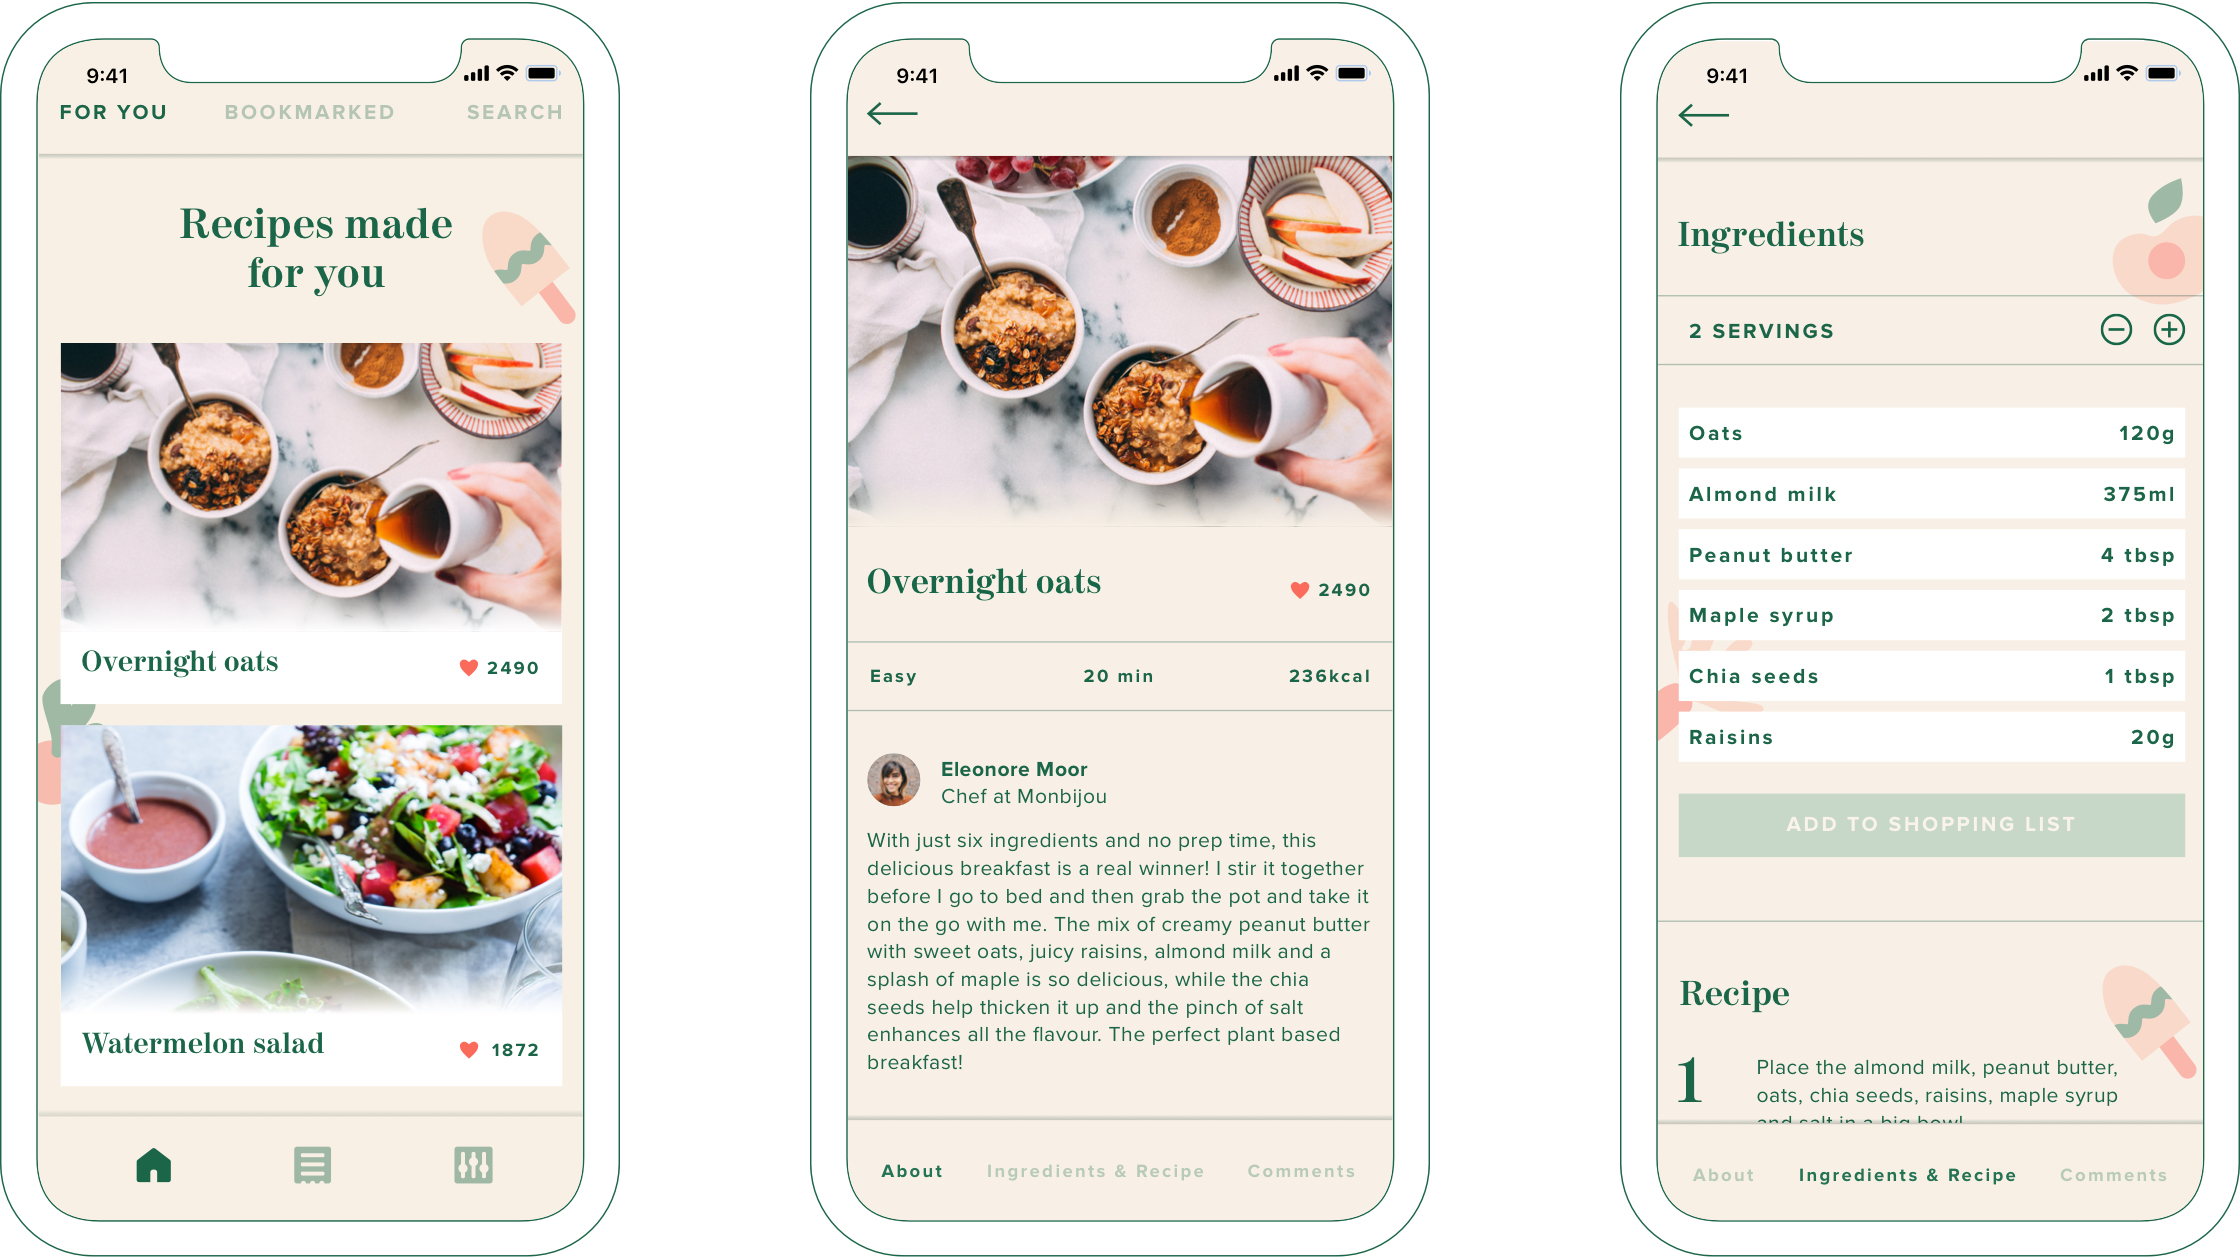 9:41
FOR YOU BOOKMARKED SEARCH
Recipes made
for you
Overnight oats 2490
Watermelon salad 1872
9:41
Overnight oats 2490
Easy 20 min 236kcal
Eleonore Moor
Chef at Monbijou
With just six ingredients and no prep time, this
delicious breakfast is a real winner! I stir it together
before I go to bed and then grab the pot and take it
on the go with me. The mix of creamy peanut butter
with sweet oats, juicy raisins, almond milk and a
splash of maple is so delicious, while the chia
seeds help thicken it up and the pinch of salt
enhances all the flavour. The perfect plant based
breakfast!
About Ingredients & Recipe Comments
9:41
Ingredients
2 SERVINGS
Oats 120g
Almond milk 375ml
Peanut butter 4 tbsp
Maple syrup 2 tbsp
Chia seeds 1 tbsp
Raisins 20g
ADD TO SHOPPING LIST
Recipe
1 Place the almond milk, peanut butter,
oats, chia seeds, raisins, maple syrup
and salt in a big bowl
About Ingredients & Recipe Comments